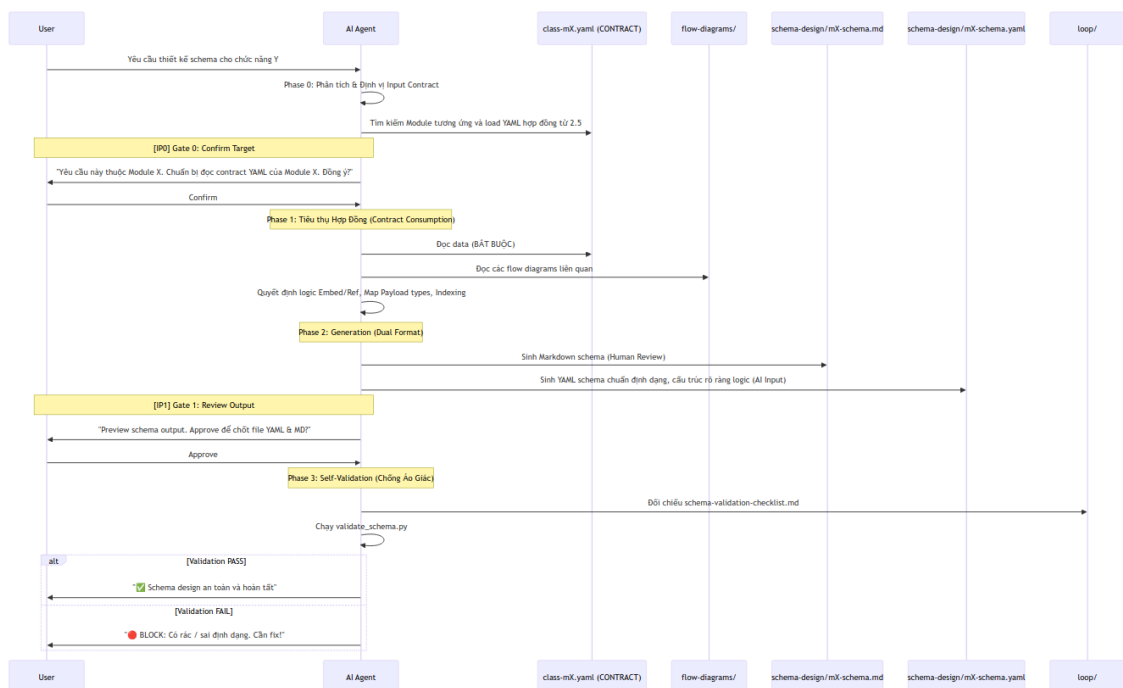 User
AI Agent
class-mX.yaml (CONTRACT)
flow-diagrams/
schema-design/mX-schema.md
schema-design/mX-schema.yaml
loop/
Yêu cầu thiết kế schema cho chức năng Y
Phase 0: Phân tích & Định vị Input Contract
Tìm kiếm Module tương ứng và load YAML hợp đồng từ 2.5
[IP0] Gate 0: Confirm Target
"Yêu cầu này thuộc Module X. Chuẩn bị đọc contract YAML của Module X. Đồng ý?"
Confirm
Phase 1: Tiêu thụ Hợp Đồng (Contract Consumption)
Đọc data (BẮT BUỘC)
Đọc các flow diagrams liên quan
Quyết định logic Embed/Ref, Map Payload types, Indexing
Phase 2: Generation (Dual Format)
Sinh Markdown schema (Human Review)
Sinh YAML schema chuẩn định dạng, cấu trúc rõ ràng logic (AI Input)
[IP1] Gate 1: Review Output
"Preview schema output. Approve để chốt file YAML & MD?"
Approve
Phase 3: Self-Validation (Chống Ảo Giác)
Đối chiếu schema-validation-checklist.md
Chạy validate_schema.py
alt
[Validation PASS]
"✅ Schema design an toàn và hoàn tất"
[Validation FAIL]
"🔴 BLOCK: Có rác / sai định dạng. Cần fix!"
User
AI Agent
class-mX.yaml (CONTRACT)
flow-diagrams/
schema-design/mX-schema.md
schema-design/mX-schema.yaml
loop/